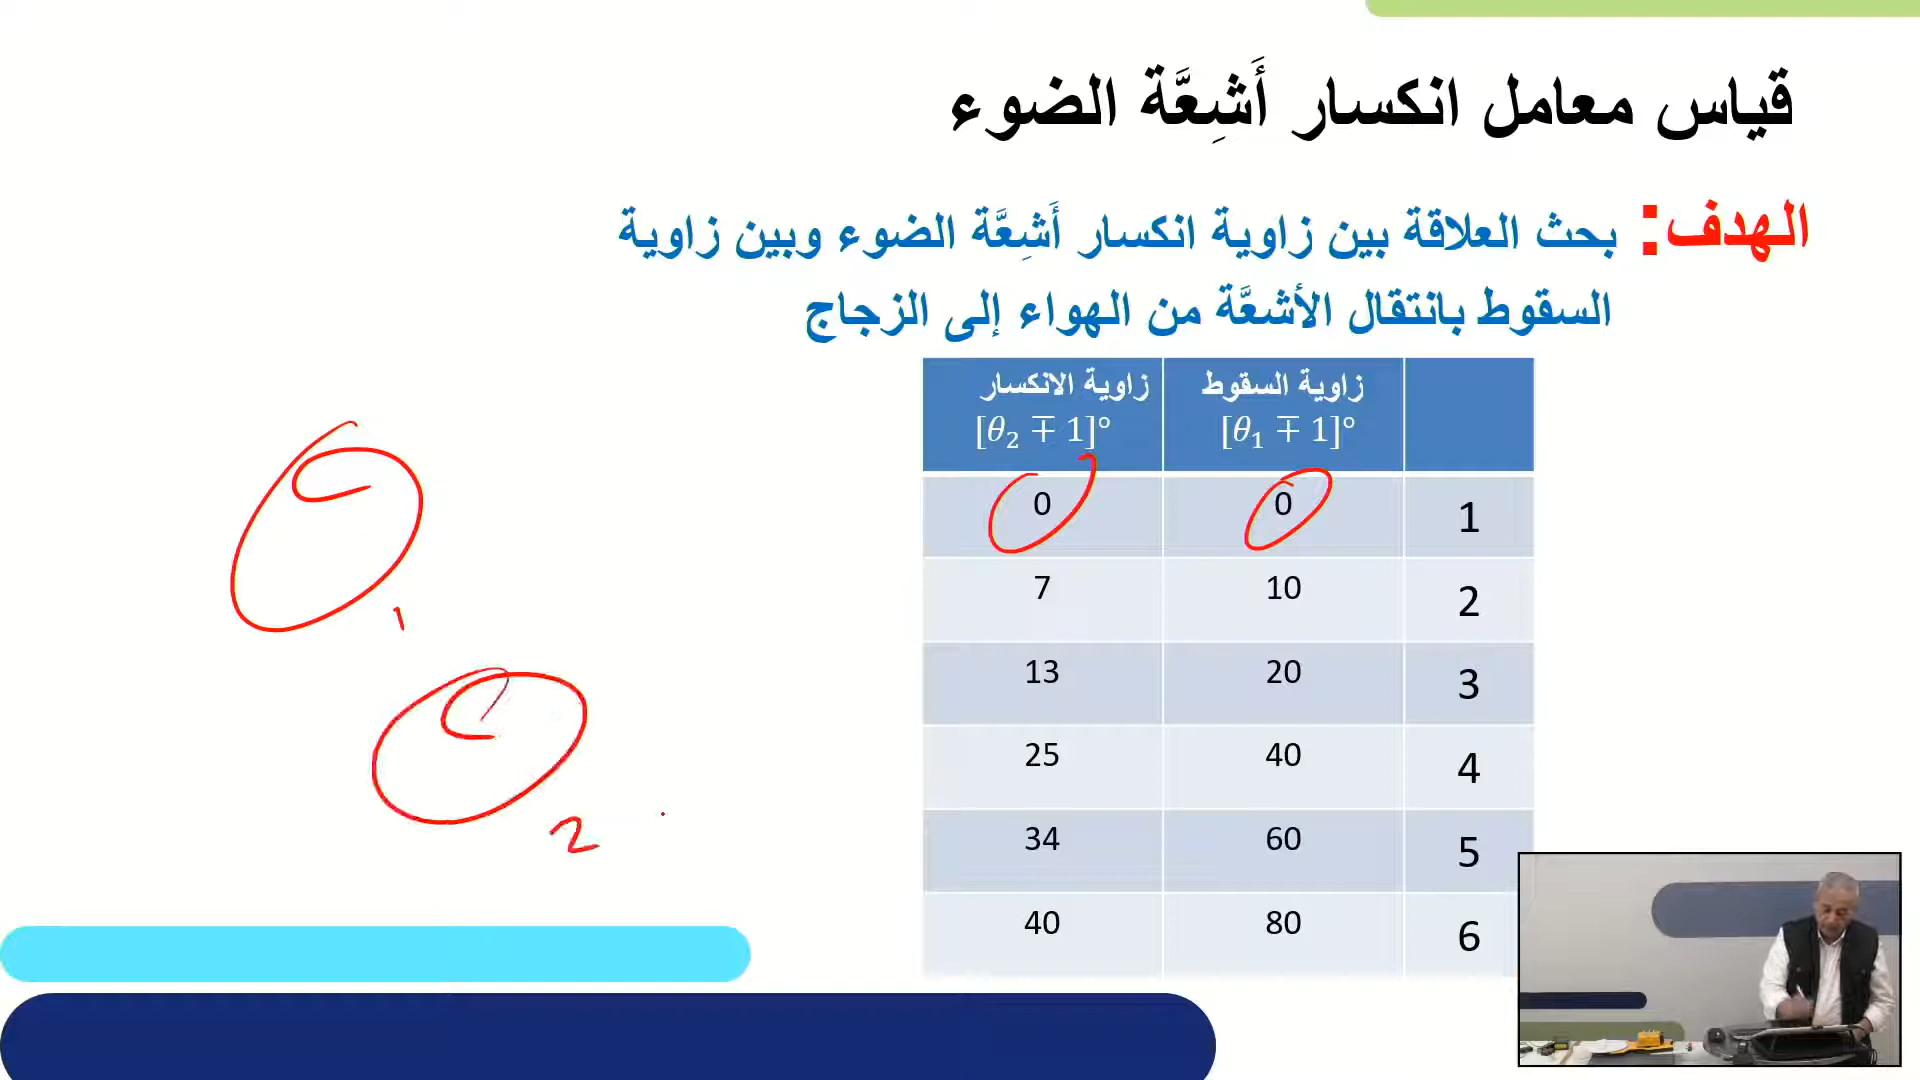 قياس معامل انكسار أَشِعَّة الضوء
الهدف: بحث العلاقة بين زاوية انكسار أَشِعَّة الضوء وبين زاوية
السقوط بانتقال الأشعَّة من الهواء إلى الزجاج
زاوية السقوط زاوية الانكسار
[θ₁ ∓ 1]° [θ₂ ∓ 1]°
1 0 0
2 10 7
3 20 13
4 40 25
5 60 34
6 80 40
1
2